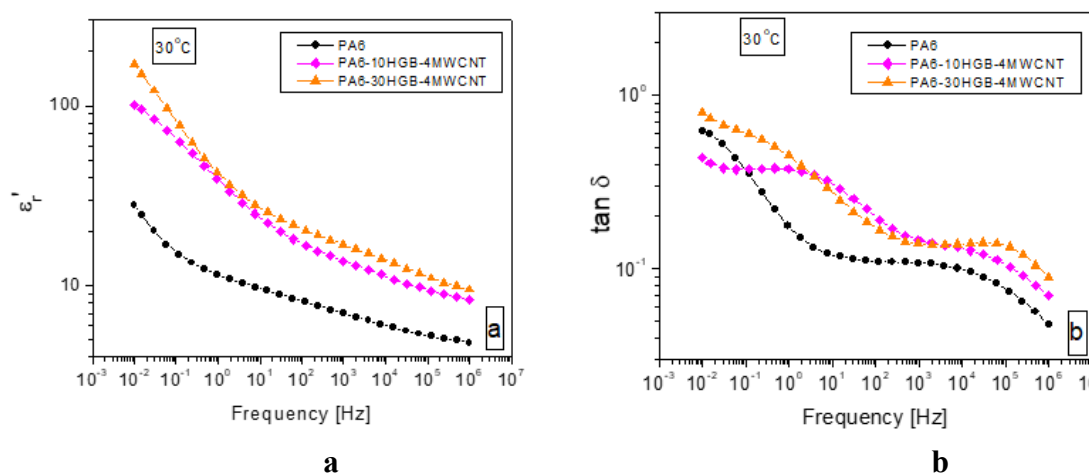 30°C
PA6
PA6-10HGB-4MWCNT
PA6-30HGB-4MWCNT
100
10
εr'
a
10⁻³ 10⁻² 10⁻¹ 10⁰ 10¹ 10² 10³ 10⁴ 10⁵ 10⁶ 10⁷
Frequency [Hz]
a
30°C
PA6
PA6-10HGB-4MWCNT
PA6-30HGB-4MWCNT
10⁰
10⁻¹
tan δ
b
10⁻³ 10⁻² 10⁻¹ 10⁰ 10¹ 10² 10³ 10⁴ 10⁵ 10⁶ 10
Frequency [Hz]
b